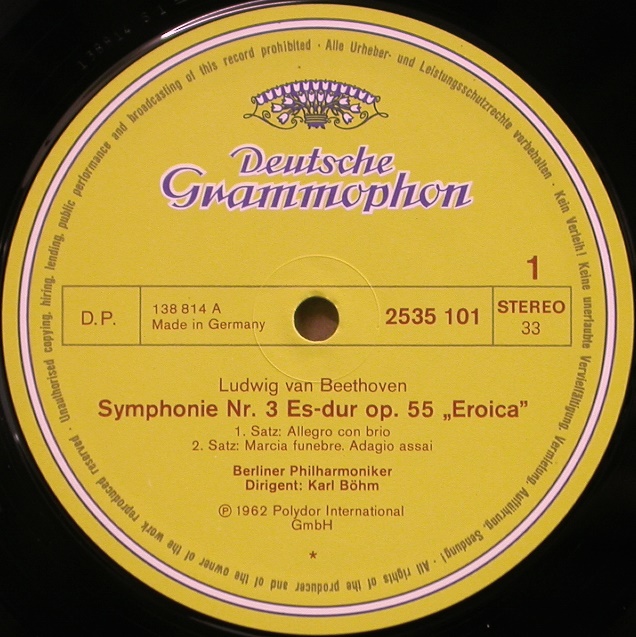 Unauthorised copying, hiring, lending, public performance and broadcasting of this record prohibited · Alle Urheber- und Leistungsschutzrechte vorbehalten · Kein Verleih! Keine unerlaubte Vervielfältigung, Vermietung, Aufführung, Sendung! · All rights of the producer and of the owner of the work reproduced reserved ·
Deutsche
Grammophon
1
D.P.
138 814 A
Made in Germany
2535 101
STEREO
33
Ludwig van Beethoven
Symphonie Nr. 3 Es-dur op. 55 „Eroica”
1. Satz: Allegro con brio
2. Satz: Marcia funebre. Adagio assai
Berliner Philharmoniker
Dirigent: Karl Böhm
℗ 1962 Polydor International
GmbH
*